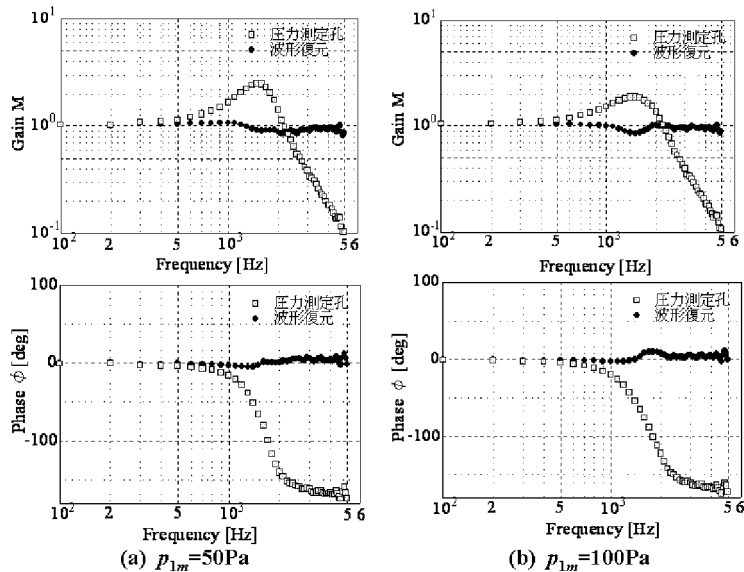 10¹ 10¹
□ 圧力測定孔 □ 圧力測定孔
● 波形復元 ● 波形復元
Gain M Gain M
10⁰ 10⁰
10⁻¹ 10⁻¹
10² 2 5 10³ 2 5 6 10² 2 5 10³ 2 5 6
Frequency [Hz] Frequency [Hz]
100 100
□ 圧力測定孔 □ 圧力測定孔
● 波形復元 ● 波形復元
Phase ϕ [deg] Phase ϕ [deg]
0 0
-100 -100
10² 2 5 10³ 2 5 6 10² 2 5 10³ 2 5 6
Frequency [Hz] Frequency [Hz]
(a) p₁ₘ=50Pa (b) p₁ₘ=100Pa